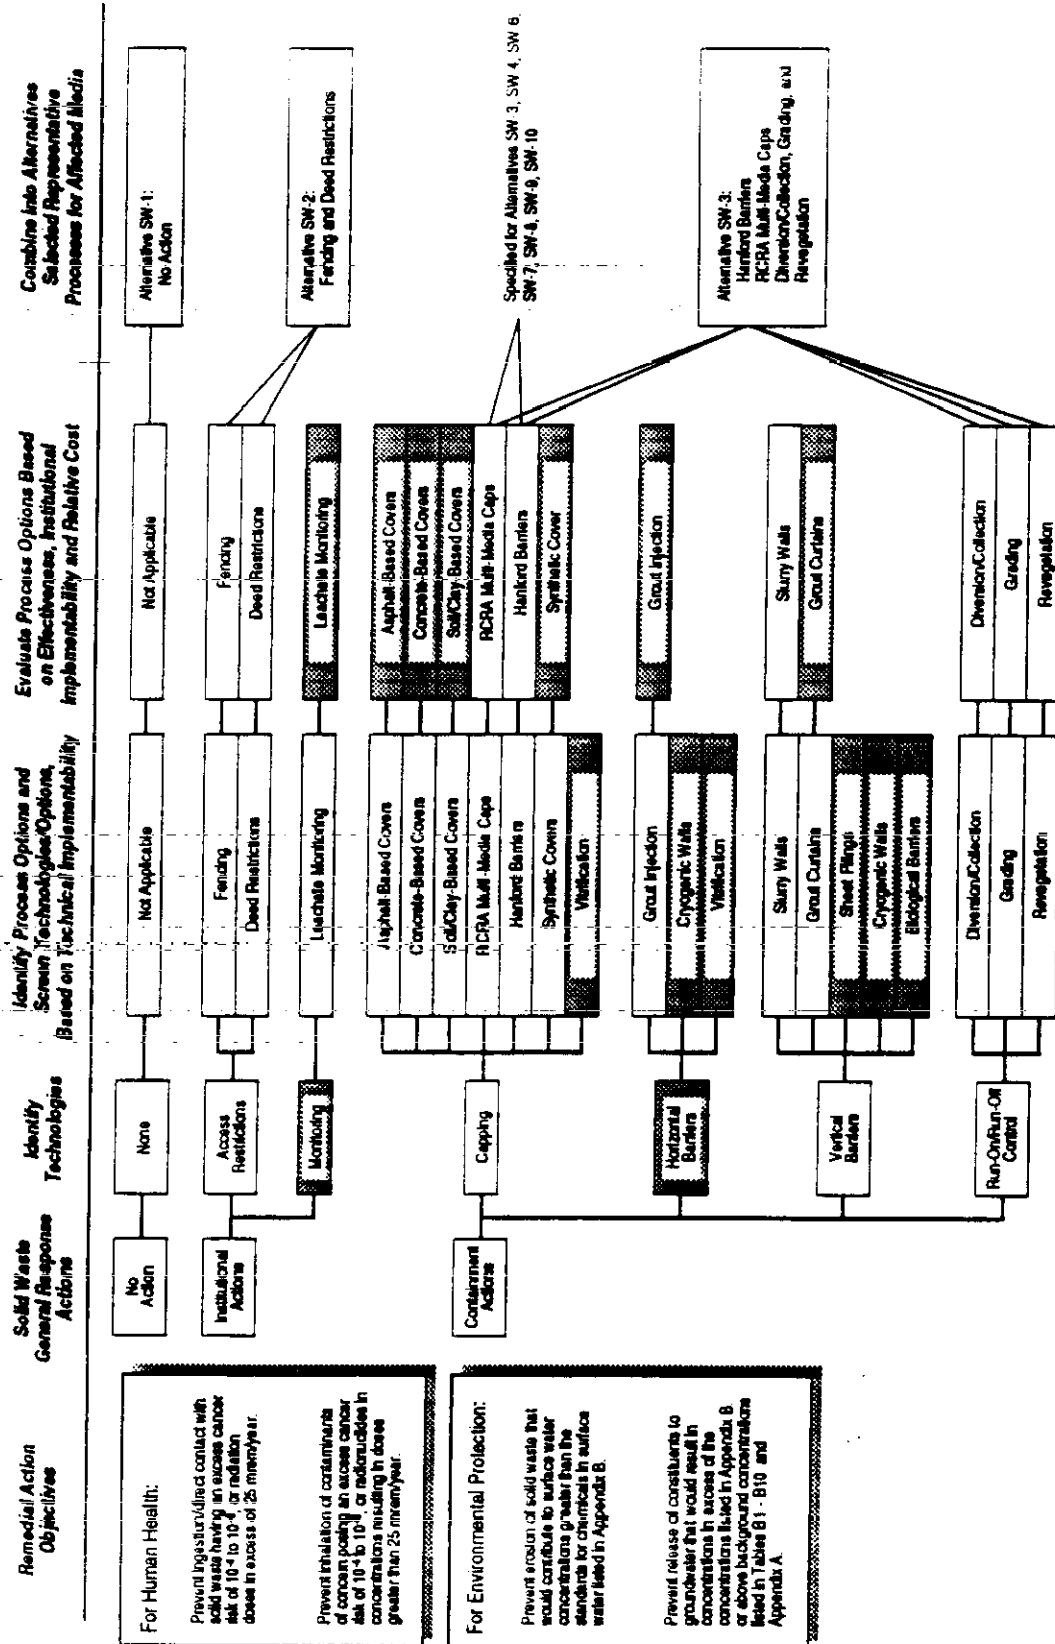 Remedial Action
Objectives
Solid Waste
General Response
Actions
Identify
Technologies
Identify Process Options and
Screen Technologies/Options,
Based on Technical Implementability
Evaluate Process Options Based
on Effectiveness, Institutional
Implementability and Relative Cost
Combine into Alternatives
Selected Representative
Processes for Affected Media
For Human Health:
Prevent ingestion/direct contact with
solid waste having an excess cancer
risk of 10⁻⁴ to 10⁻⁶, or radiation
doses in excess of 25 mrem/year.
Prevent inhalation of contaminants
of concern posing an excess cancer
risk of 10⁻⁴ to 10⁻⁶, or radionuclides in
concentrations resulting in doses
greater than 25 mrem/year.
For Environmental Protection:
Prevent erosion of solid waste that
would contribute to surface water
concentrations greater than the
standards for chemicals in surface
water listed in Appendix B.
Prevent release of constituents to
groundwater that would result in
concentrations in excess of the
concentrations listed in Appendix B
or above background concentrations
listed in Tables B1 - B10 and
Appendix A.
No
Action
None
Not Applicable
Not Applicable
Alternative SW-1:
No Action
Institutional
Actions
Access
Restrictions
Fencing
Deed Restrictions
Fencing
Deed Restrictions
Alternative SW-2:
Fencing and Deed Restrictions
Monitoring
Leachate Monitoring
Leachate Monitoring
Containment
Actions
Capping
Asphalt-Based Covers
Concrete-Based Covers
Soil/Clay-Based Covers
RCRA Multi-Media Caps
Hanford Barriers
Synthetic Covers
Vitrification
Asphalt-Based Covers
Concrete-Based Covers
Soil/Clay-Based Covers
RCRA Multi-Media Caps
Hanford Barriers
Synthetic Cover
Specified for Alternatives SW-3, SW-4, SW-6,
SW-7, SW-8, SW-9, SW-10
Horizontal
Barriers
Grout Injection
Cryogenic Walls
Vitrification
Grout Injection
Vertical
Barriers
Slurry Walls
Grout Curtains
Sheet Pilings
Cryogenic Walls
Biological Barriers
Slurry Walls
Grout Curtains
Run-On/Run-Off
Control
Diversion/Collection
Grading
Revegetation
Diversion/Collection
Grading
Revegetation
Alternative SW-3:
Hanford Barriers
RCRA Multi-Media Caps
Diversion/Collection, Grading, and
Revegetation